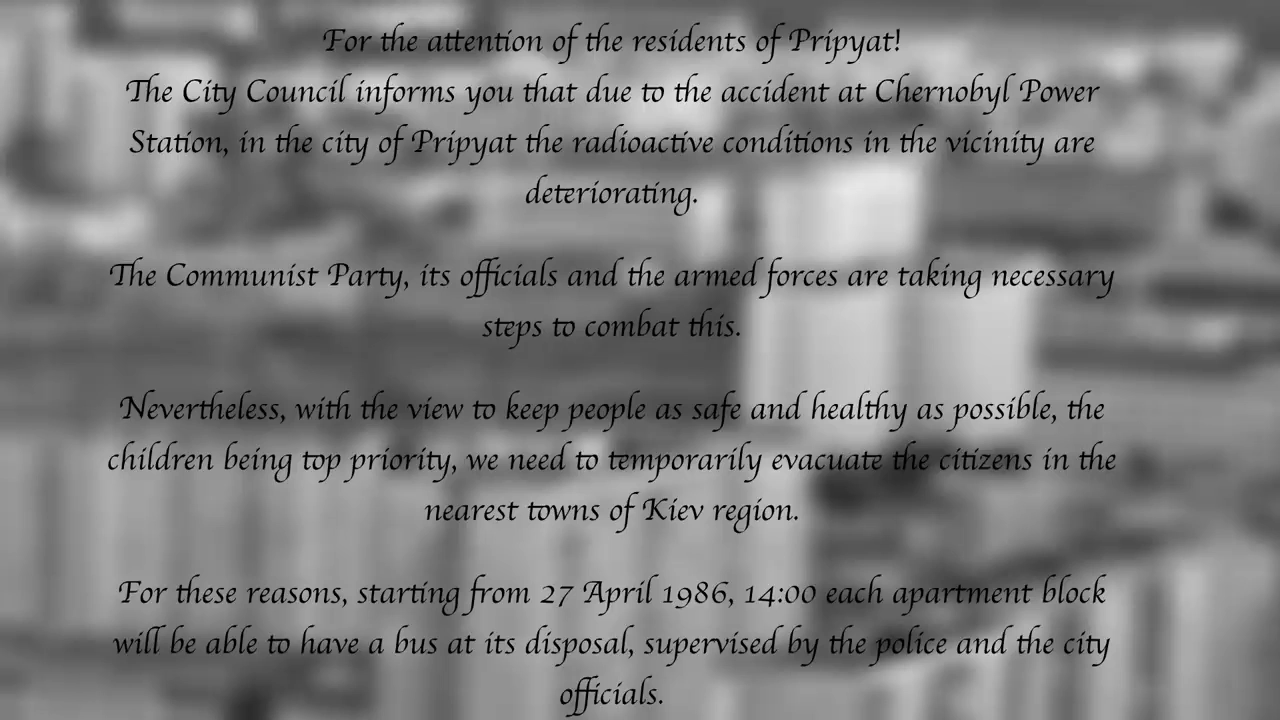 For the attention of the residents of Pripyat!
The City Council informs you that due to the accident at Chernobyl Power
Station, in the city of Pripyat the radioactive conditions in the vicinity are
deteriorating.
The Communist Party, its officials and the armed forces are taking necessary
steps to combat this.
Nevertheless, with the view to keep people as safe and healthy as possible, the
children being top priority, we need to temporarily evacuate the citizens in the
nearest towns of Kiev region.
For these reasons, starting from 27 April 1986, 14:00 each apartment block
will be able to have a bus at its disposal, supervised by the police and the city
officials.